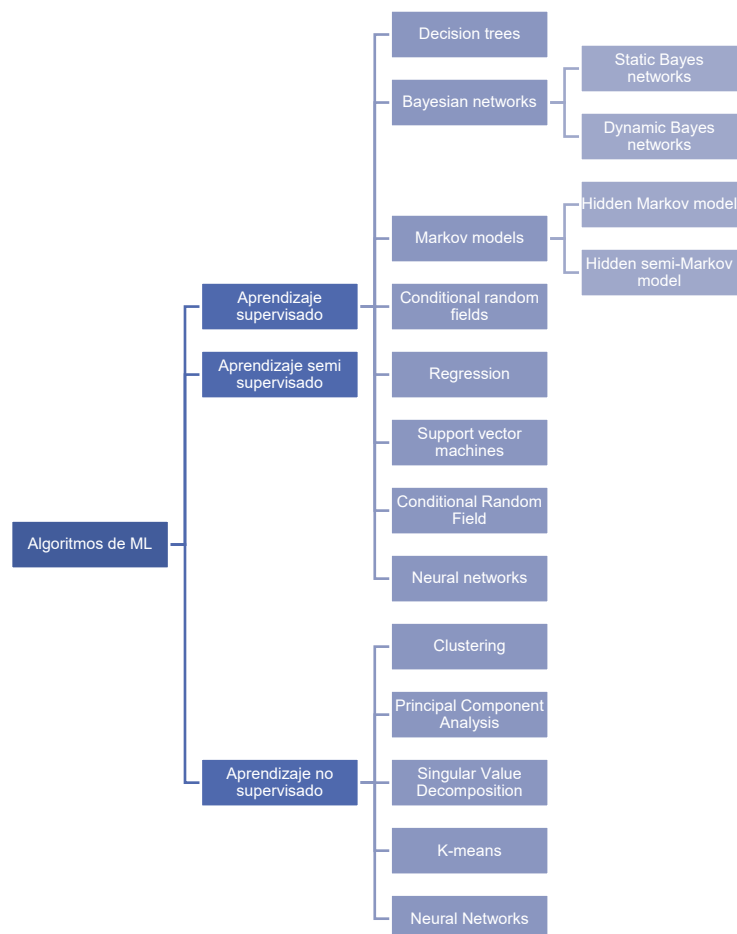 Decision trees
Static Bayes
networks
Bayesian networks
Dynamic Bayes
networks
Hidden Markov model
Markov models
Hidden semi-Markov
model
Aprendizaje
supervisado
Conditional random
fields
Aprendizaje semi
supervisado
Regression
Support vector
machines
Conditional Random
Field
Algoritmos de ML
Neural networks
Clustering
Principal Component
Analysis
Aprendizaje no
supervisado
Singular Value
Decomposition
K-means
Neural Networks